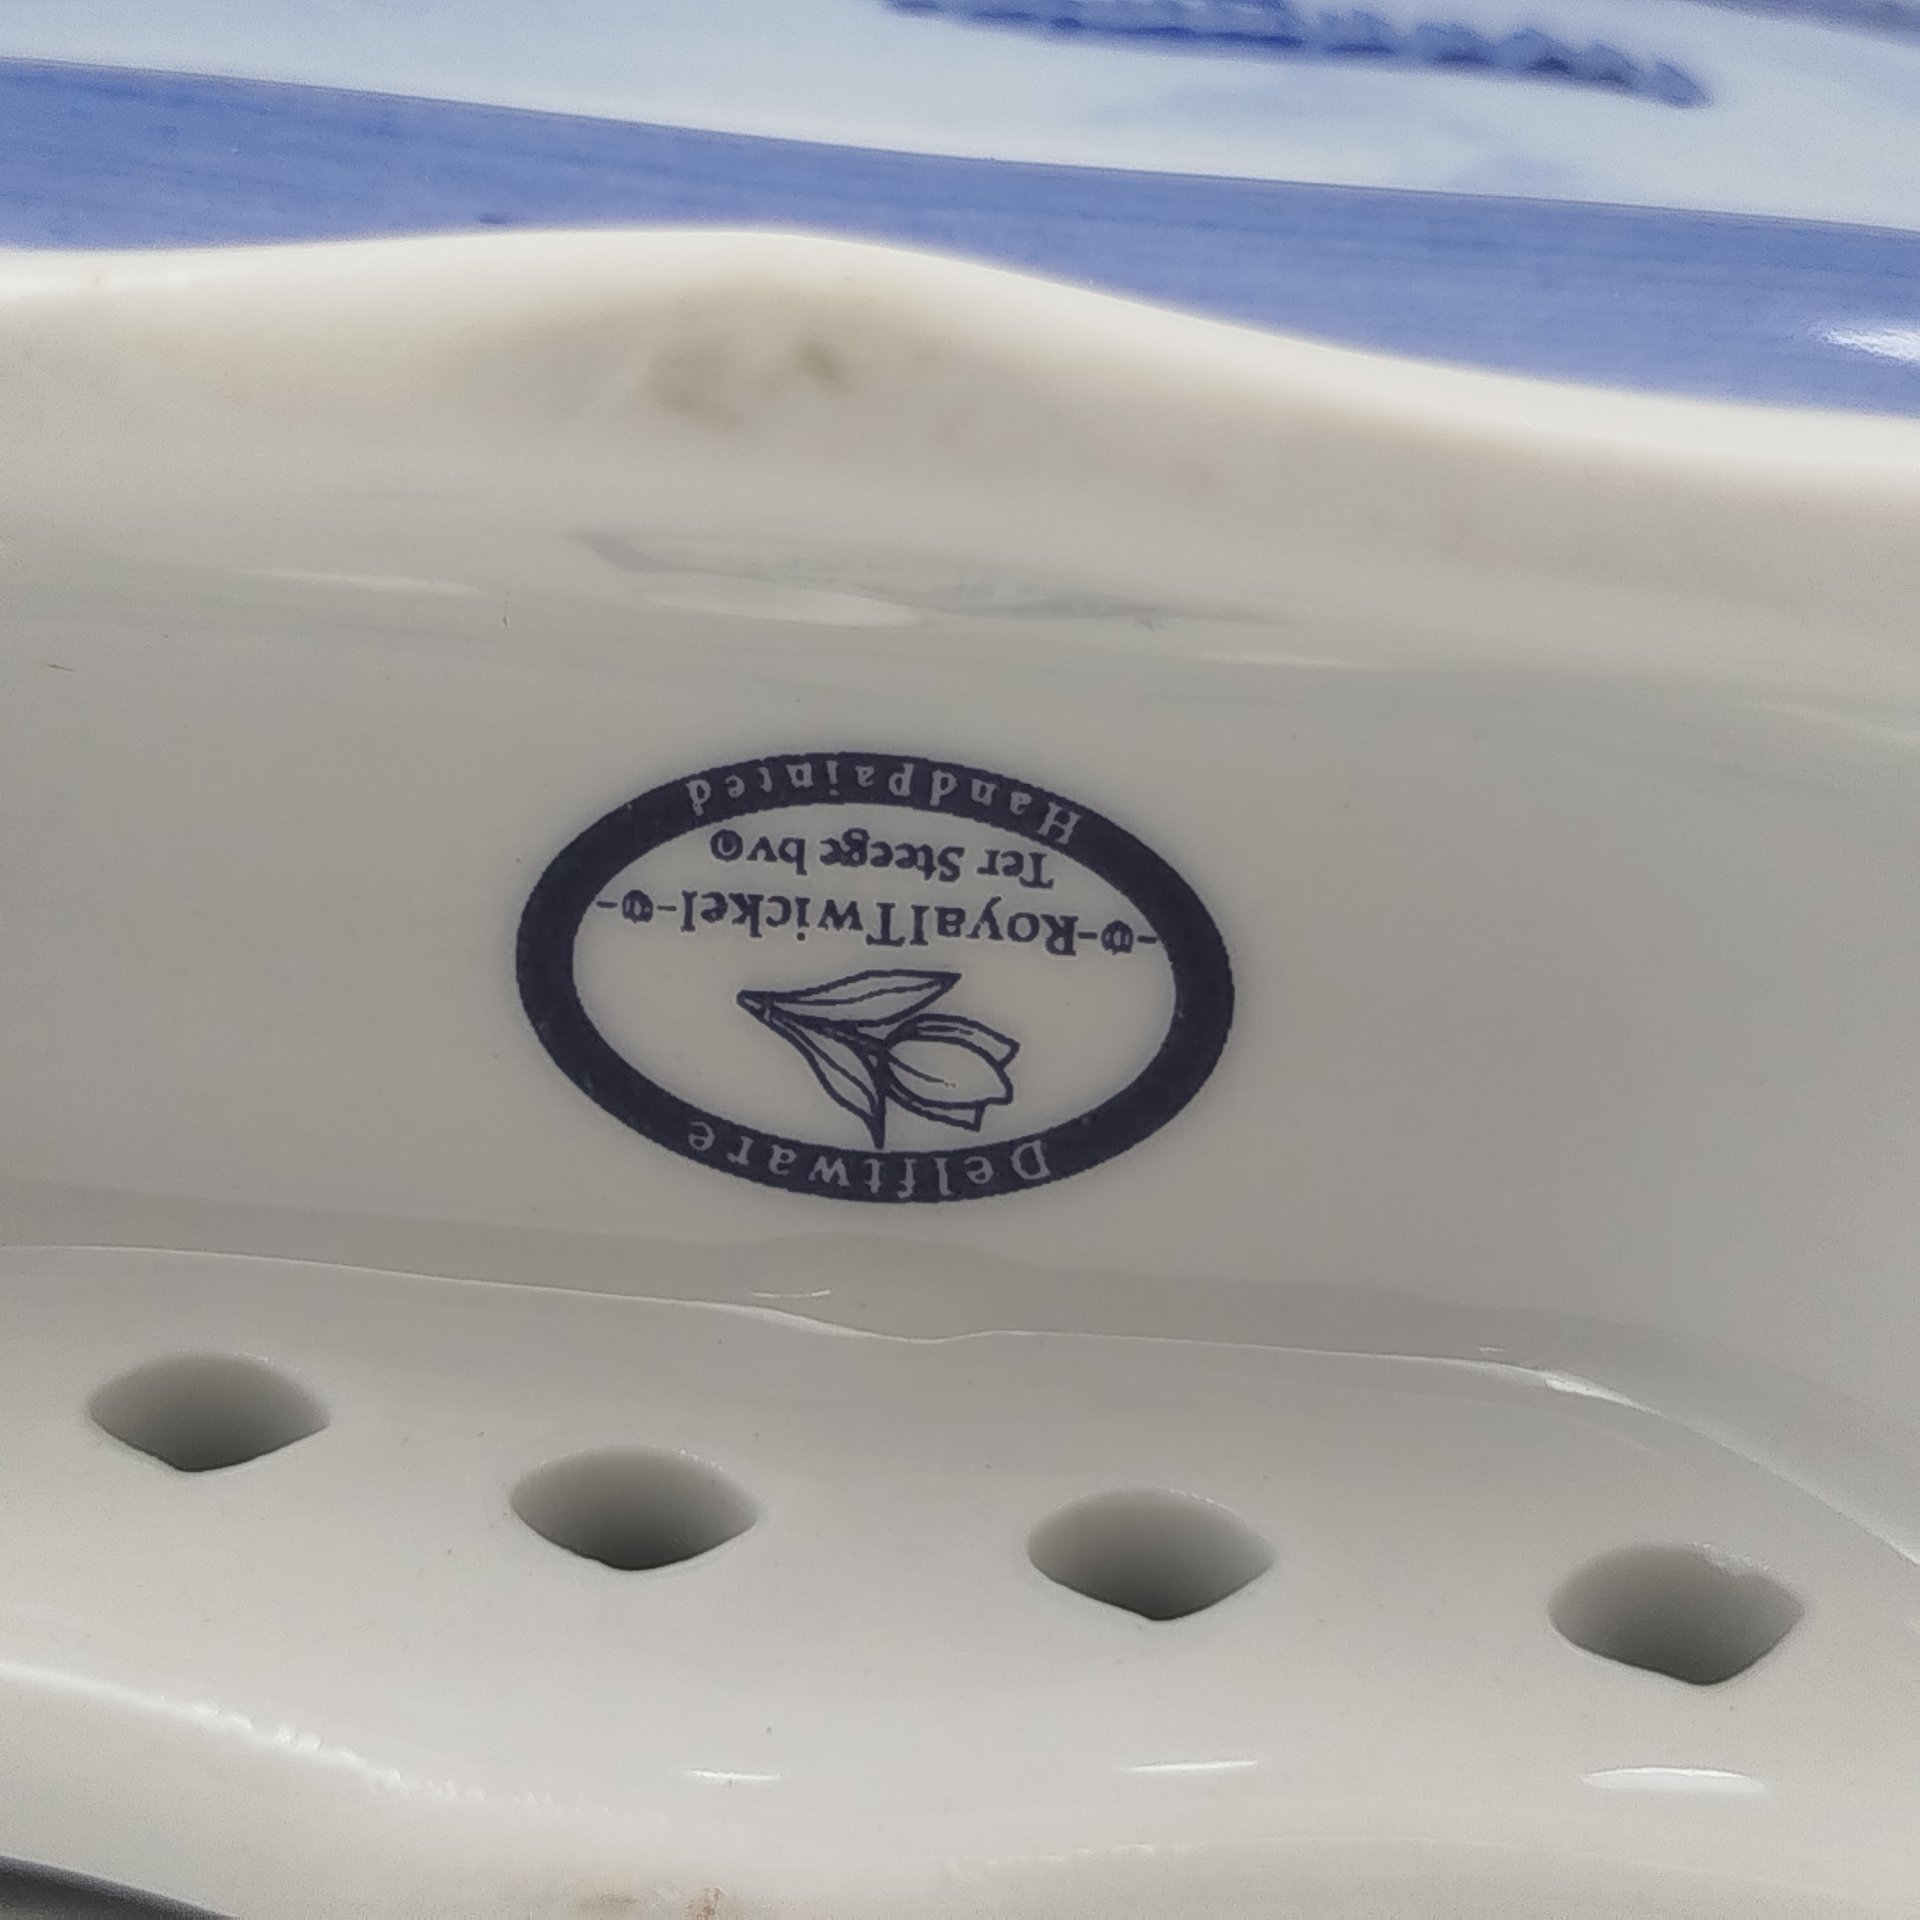 Delftware
RoyalTwickel
Ter Steege bv©
Handpainted